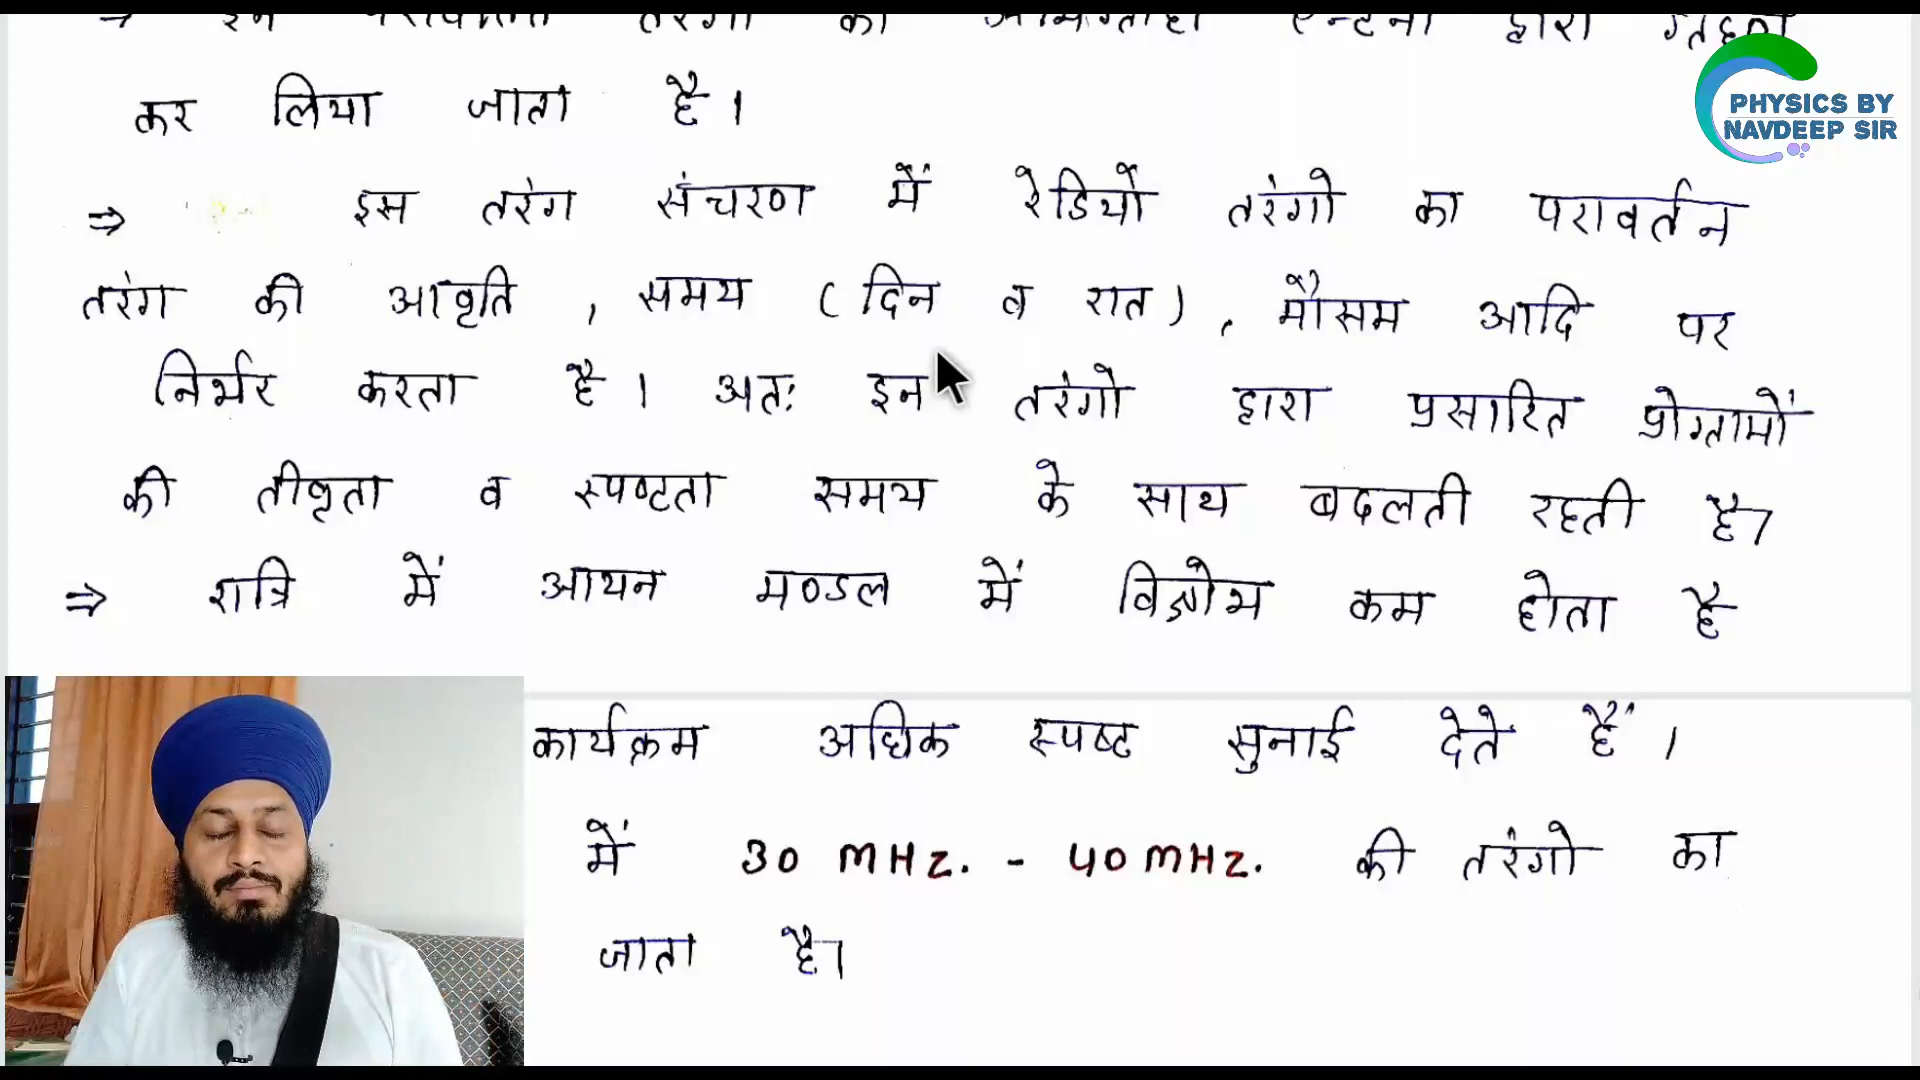 कर लिया जाता है।
PHYSICS BY
NAVDEEP SIR
⇒ इस तरंग संचरण में रेडियों तरंगो का परावर्तन
तरंग की आवृति , समय ( दिन व रात ) , मौसम आदि पर
निर्भर करता है । अतः इन तरंगो द्वारा प्रसारित प्रोग्रामों
की तीवृता व स्पष्टता समय के साथ बदलती रहती है।
⇒ रात्रि में आयन मण्डल में विक्षोभ कम होता है
कार्यक्रम अधिक स्पष्ट सुनाई देते हैं ।
में 30 MHz. - 40 MHz. की तरंगो का
जाता है।